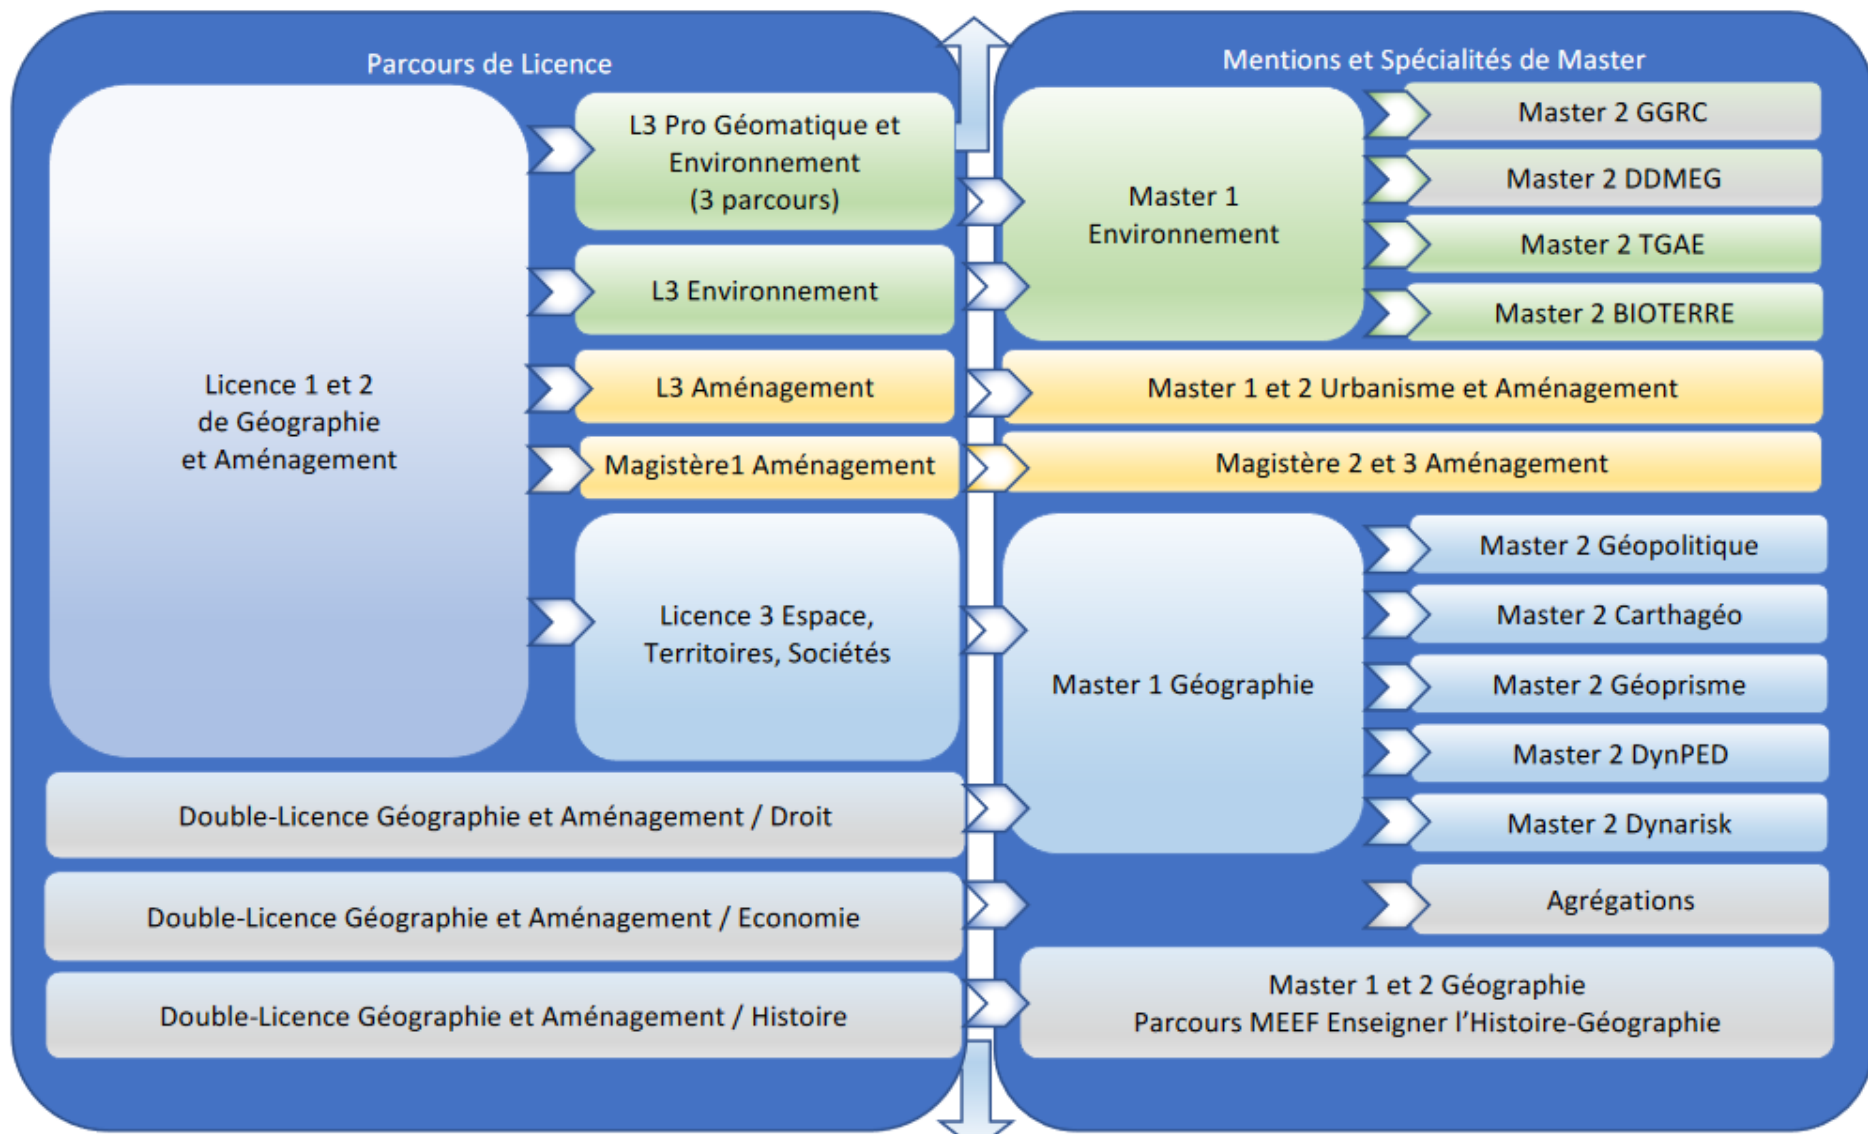 Parcours de Licence
Licence 1 et 2
de Géographie
et Aménagement
L3 Pro Géomatique et
Environnement
(3 parcours)
L3 Environnement
L3 Aménagement
Magistère1 Aménagement
Licence 3 Espace,
Territoires, Sociétés
Double-Licence Géographie et Aménagement / Droit
Double-Licence Géographie et Aménagement / Economie
Double-Licence Géographie et Aménagement / Histoire
Mentions et Spécialités de Master
Master 1
Environnement
Master 2 GGRC
Master 2 DDMEG
Master 2 TGAE
Master 2 BIOTERRE
Master 1 et 2 Urbanisme et Aménagement
Magistère 2 et 3 Aménagement
Master 1 Géographie
Master 2 Géopolitique
Master 2 Carthagéo
Master 2 Géoprisme
Master 2 DynPED
Master 2 Dynarisk
Agrégations
Master 1 et 2 Géographie
Parcours MEEF Enseigner l’Histoire-Géographie